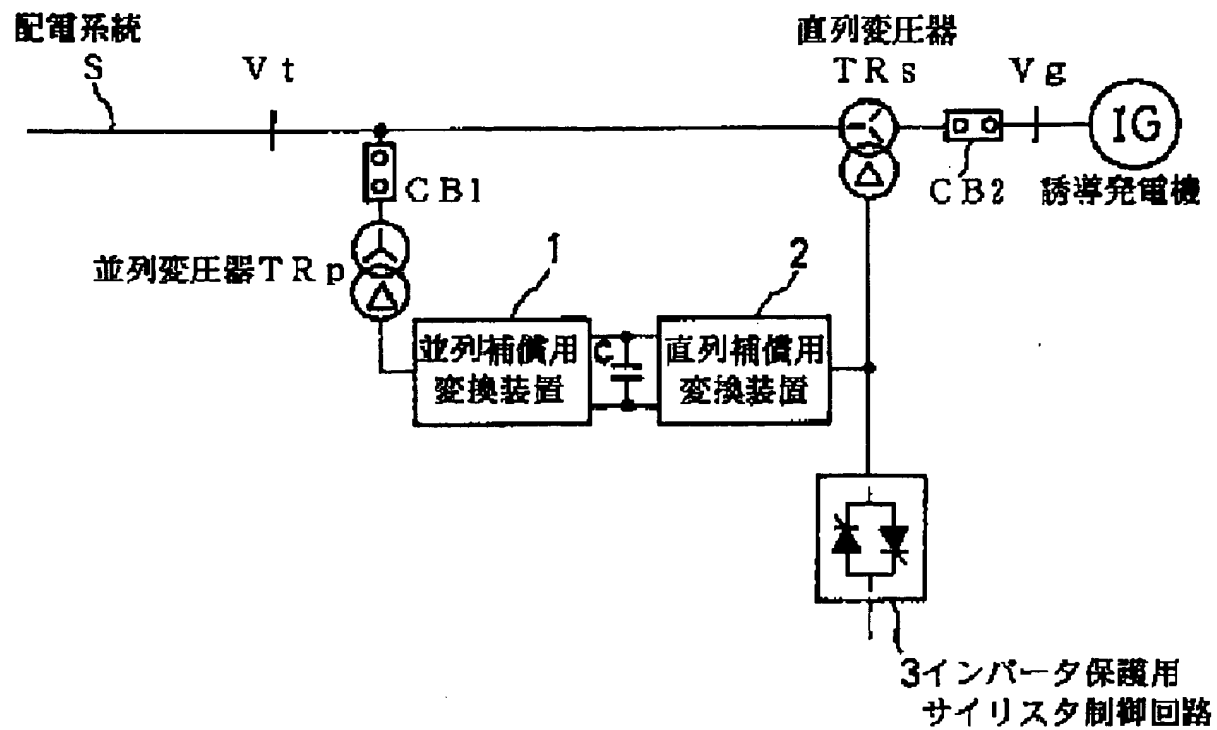 配電系統
S
Vt
直列変圧器
TRs
Vg
IG
CB1
CB2
誘導発電機
並列変圧器TRp
1
2
並列補償用
変換装置
C
直列補償用
変換装置
3インバータ保護用
サイリスタ制御回路